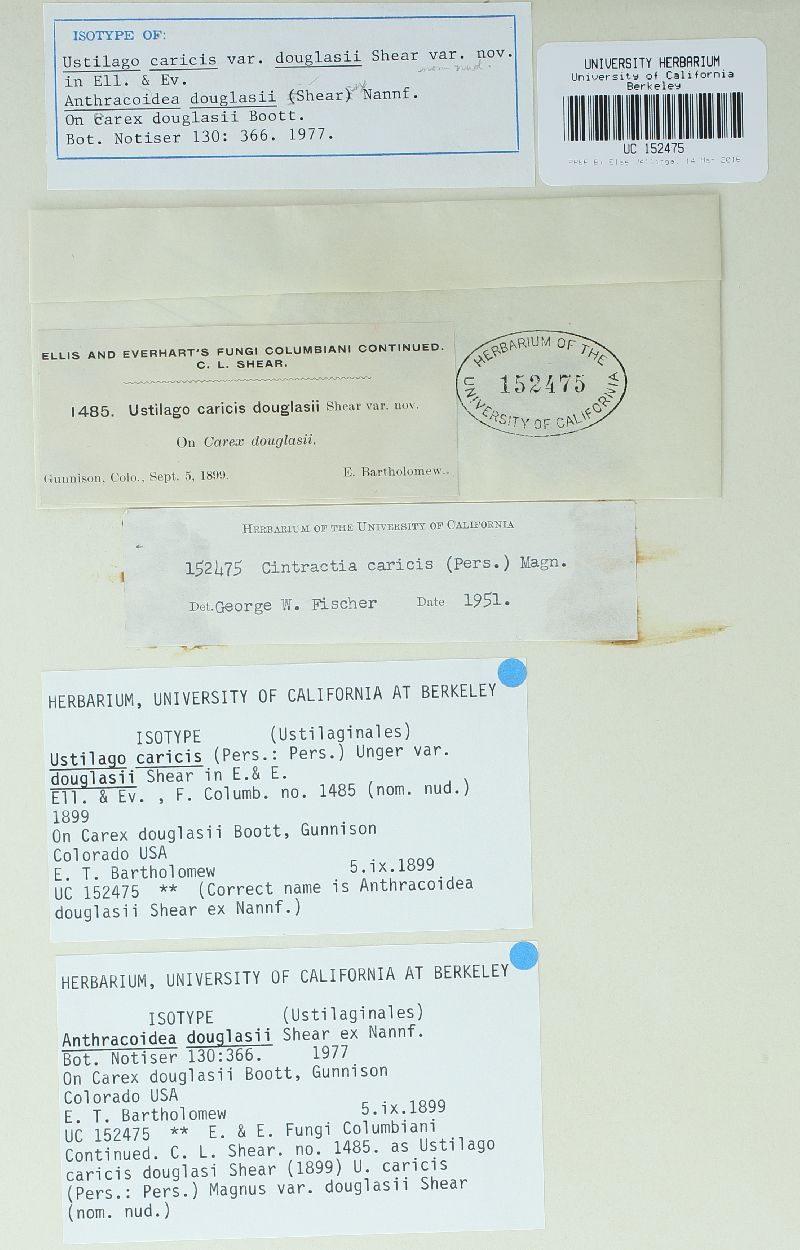 ISOTYPE OF:
Ustilago caricis var. douglasii Shear var. nov.
nom nud.
in Ell. & Ev.
Anthracoidea douglasii (Shear) ex Nannf.
On Carex douglasii Boott.
Bot. Notiser 130: 366. 1977.
UNIVERSITY HERBARIUM
University of California
Berkeley
UC 152475
ELLIS AND EVERHART'S FUNGI COLUMBIANI CONTINUED.
C. L. SHEAR.
1485. Ustilago caricis douglasii Shear var. nov.
On Carex douglasii.
Gunnison, Colo., Sept. 5, 1899. E. Bartholomew.
HERBARIUM OF THE
152475
UNIVERSITY OF CALIFORNIA
HERBARIUM OF THE UNIVERSITY OF CALIFORNIA
152475 Cintractia caricis (Pers.) Magn.
Det. George W. Fischer Date 1951.
HERBARIUM, UNIVERSITY OF CALIFORNIA AT BERKELEY
ISOTYPE (Ustilaginales)
Ustilago caricis (Pers.: Pers.) Unger var.
douglasii Shear in E.& E.
Ell. & Ev. , F. Columb. no. 1485 (nom. nud.)
1899
On Carex douglasii Boott, Gunnison
Colorado USA
E. T. Bartholomew 5.ix.1899
UC 152475 ** (Correct name is Anthracoidea
douglasii Shear ex Nannf.)
HERBARIUM, UNIVERSITY OF CALIFORNIA AT BERKELEY
ISOTYPE (Ustilaginales)
Anthracoidea douglasii Shear ex Nannf.
Bot. Notiser 130:366. 1977
On Carex douglasii Boott, Gunnison
Colorado USA
E. T. Bartholomew 5.ix.1899
UC 152475 ** E. & E. Fungi Columbiani
Continued. C. L. Shear. no. 1485. as Ustilago
caricis douglasi Shear (1899) U. caricis
(Pers.: Pers.) Magnus var. douglasii Shear
(nom. nud.)